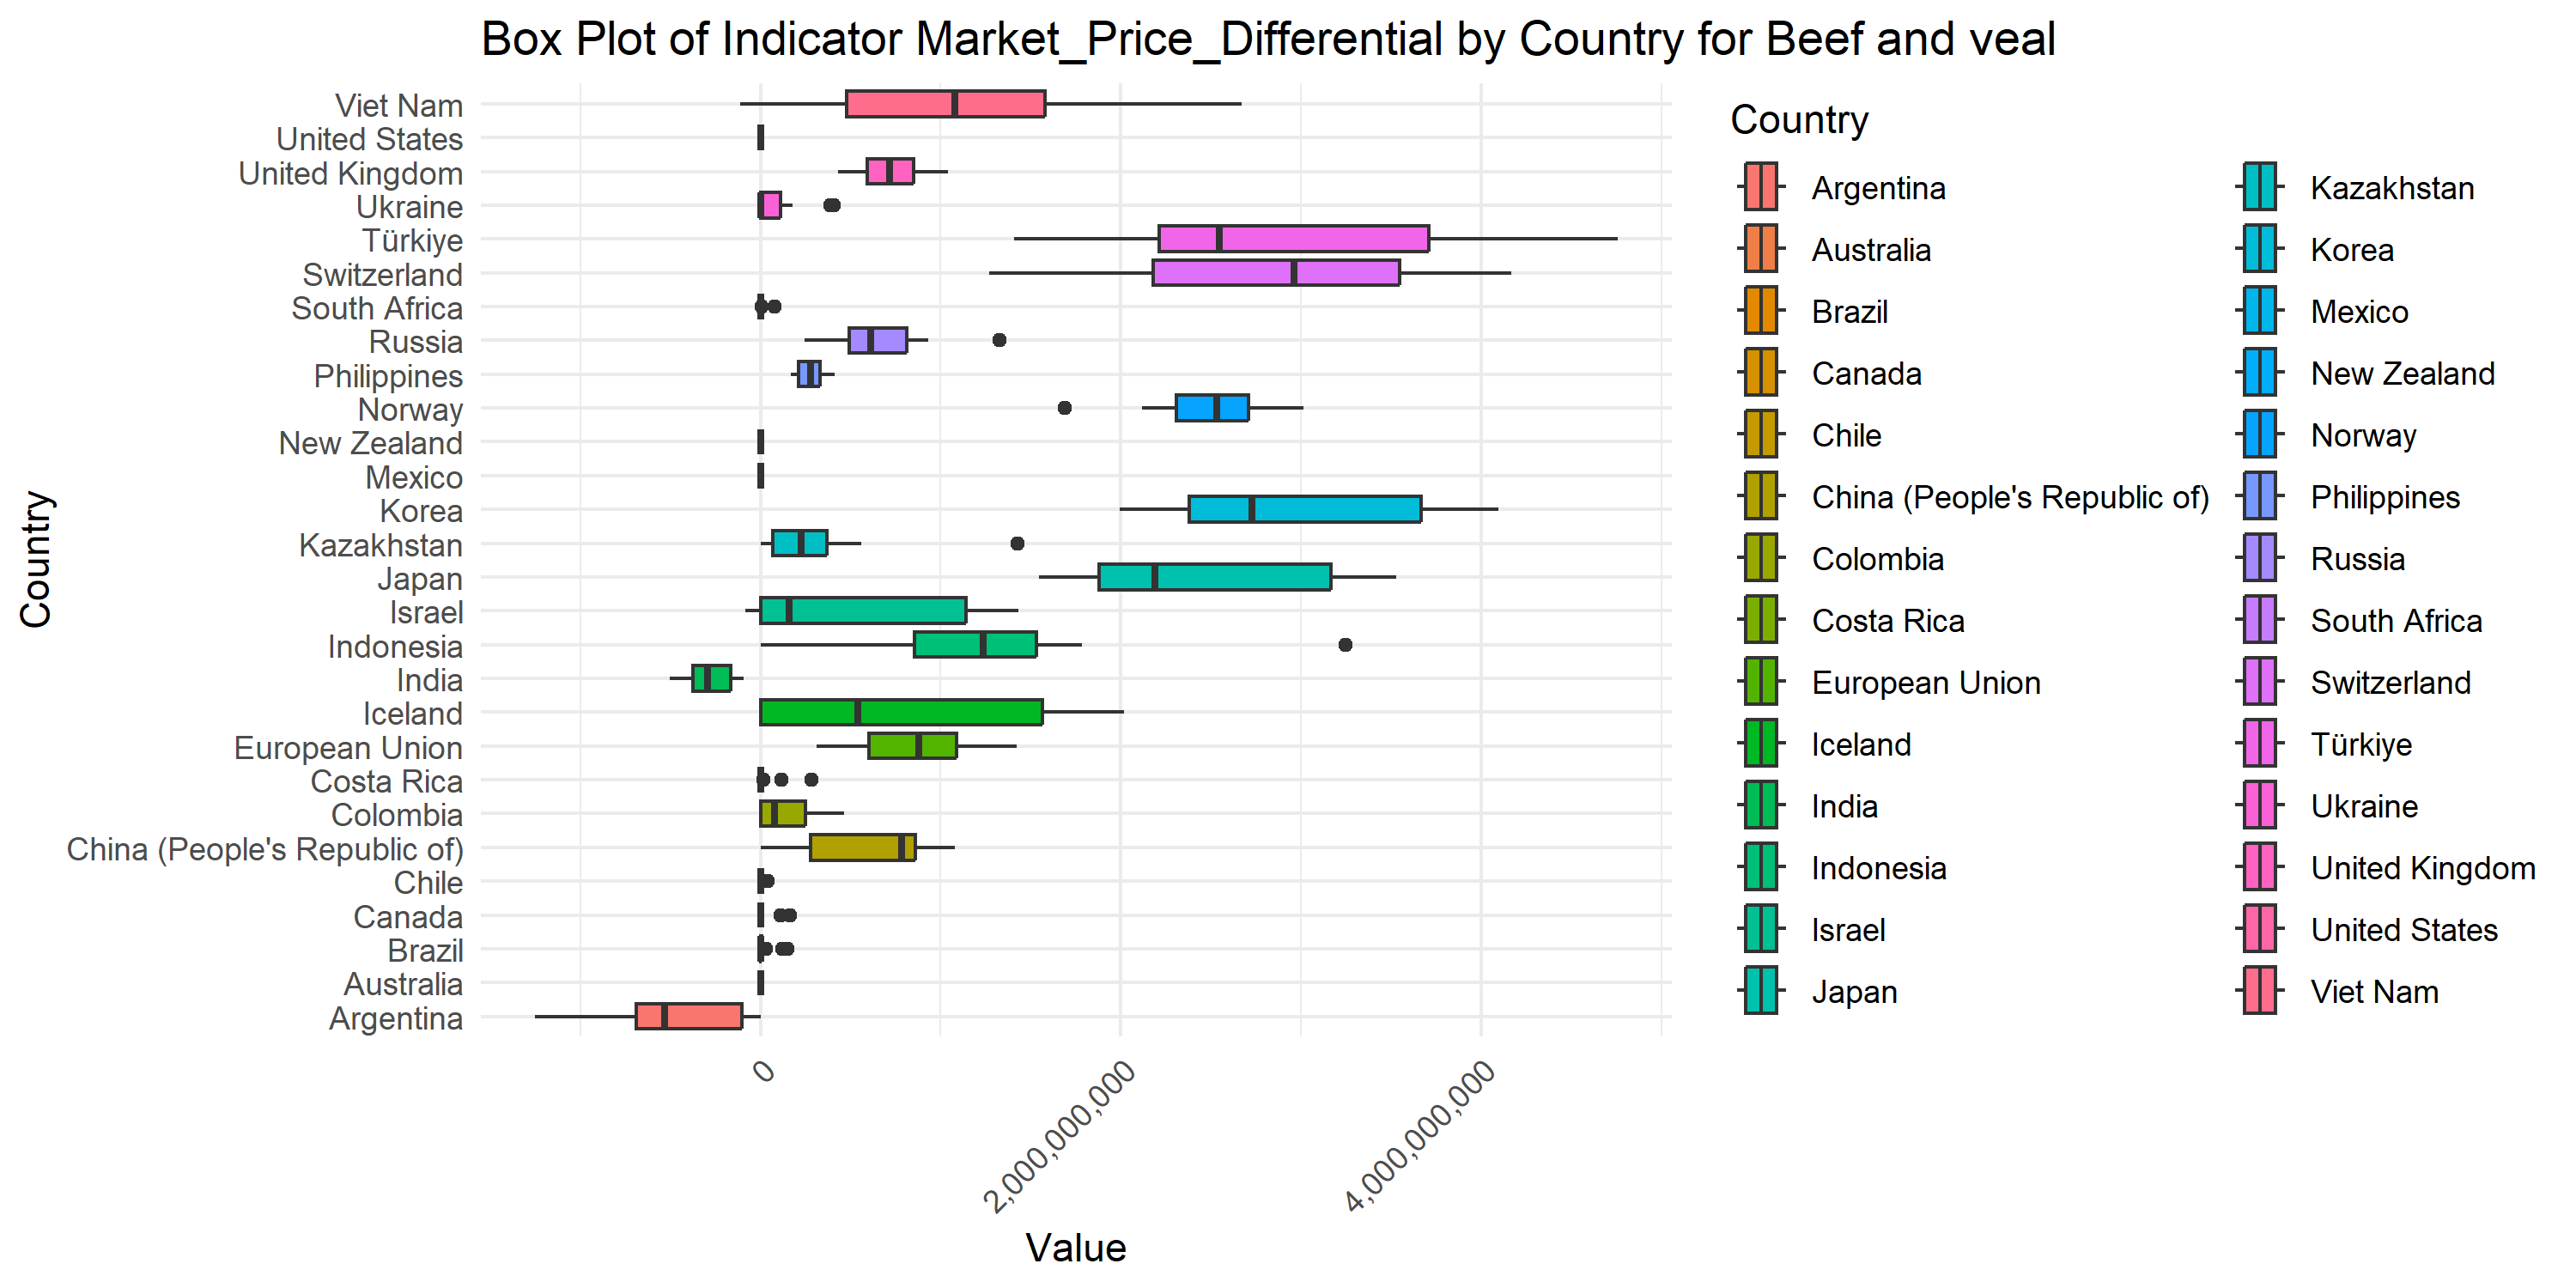 Box Plot of Indicator Market_Price_Differential by Country for Beef and veal
Country
Viet Nam
United States
United Kingdom
Ukraine
Türkiye
Switzerland
South Africa
Russia
Philippines
Norway
New Zealand
Mexico
Korea
Kazakhstan
Japan
Israel
Indonesia
India
Iceland
European Union
Costa Rica
Colombia
China (People's Republic of)
Chile
Canada
Brazil
Australia
Argentina
0
2,000,000,000
4,000,000,000
Value
Country
Argentina
Australia
Brazil
Canada
Chile
China (People's Republic of)
Colombia
Costa Rica
European Union
Iceland
India
Indonesia
Israel
Japan
Kazakhstan
Korea
Mexico
New Zealand
Norway
Philippines
Russia
South Africa
Switzerland
Türkiye
Ukraine
United Kingdom
United States
Viet Nam